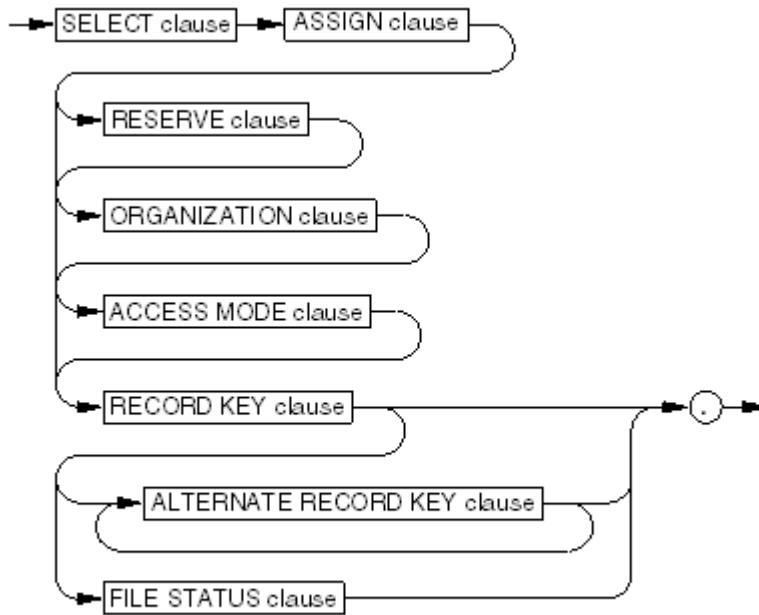 SELECT clause ASSIGN clause
RESERVE clause
ORGANIZATION clause
ACCESS MODE clause
RECORD KEY clause .
ALTERNATE RECORD KEY clause
FILE STATUS clause